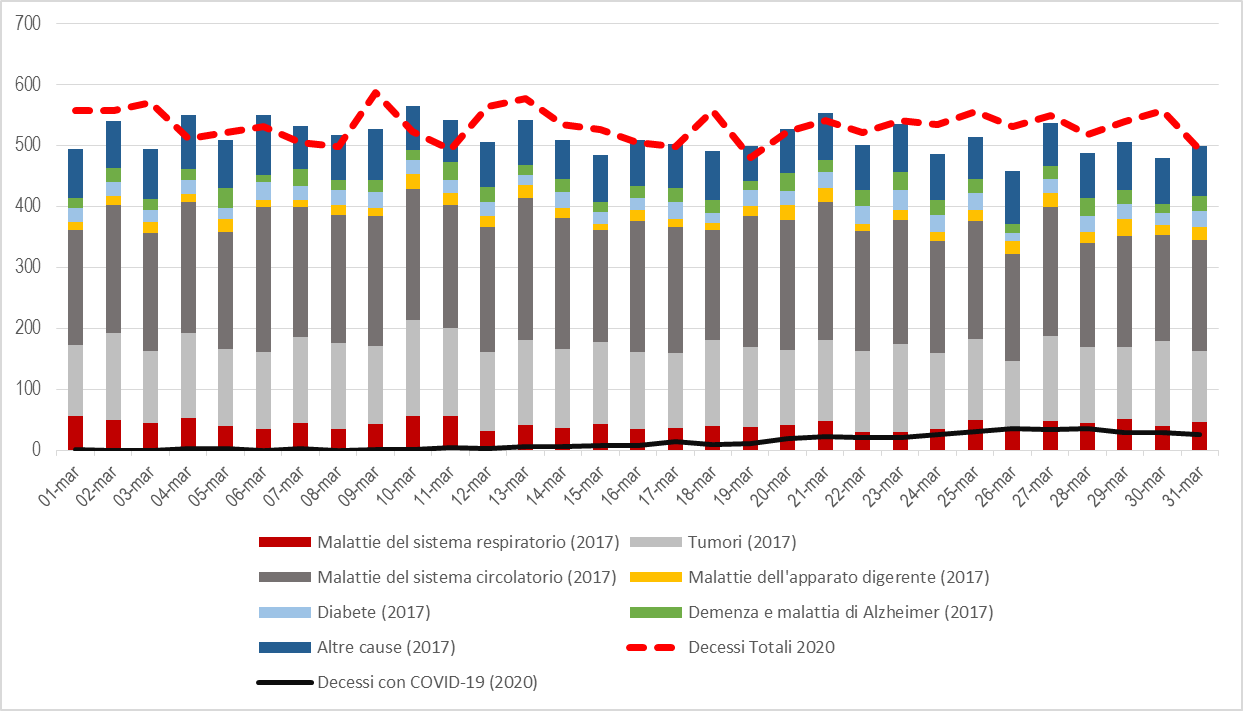 700
600
500
400
300
200
100
0
01-mar 02-mar 03-mar 04-mar 05-mar 06-mar 07-mar 08-mar 09-mar 10-mar 11-mar 12-mar 13-mar 14-mar 15-mar 16-mar 17-mar 18-mar 19-mar 20-mar 21-mar 22-mar 23-mar 24-mar 25-mar 26-mar 27-mar 28-mar 29-mar 30-mar 31-mar
Malattie del sistema respiratorio (2017) Tumori (2017)
Malattie del sistema circolatorio (2017) Malattie dell'apparato digerente (2017)
Diabete (2017) Demenza e malattia di Alzheimer (2017)
Altre cause (2017) Decessi Totali 2020
Decessi con COVID-19 (2020)